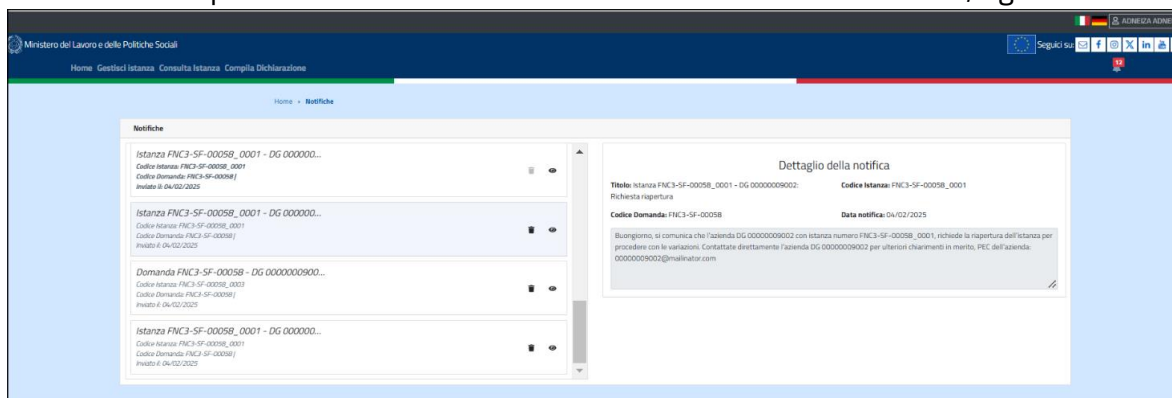 ADNEIZA ADNE
Ministero del Lavoro e delle Politiche Sociali
Seguici su:
Home Gestisci istanza Consulta Istanza Compila Dichiarazione
12
Home Notifiche
Notifiche
Istanza FNC3-SF-00058_0001 - DG 000000...
Codice Istanza: FNC3-SF-00058_0001
Codice Domanda: FNC3-SF-00058|
Inviato il: 04/02/2025
Istanza FNC3-SF-00058_0001 - DG 000000...
Codice Istanza: FNC3-SF-00058_0001
Codice Domanda: FNC3-SF-00058|
Inviato il: 04/02/2025
Domanda FNC3-SF-00058 - DG 0000000900...
Codice Istanza: FNC3-SF-00058_0003
Codice Domanda: FNC3-SF-00058|
Inviato il: 04/02/2025
Istanza FNC3-SF-00058_0001 - DG 000000...
Codice Istanza: FNC3-SF-00058_0001
Codice Domanda: FNC3-SF-00058|
Inviato il: 04/02/2025
Dettaglio della notifica
Titolo: Istanza FNC3-SF-00058_0001 - DG 00000009002:
Richiesta riapertura
Codice Istanza: FNC3-SF-00058_0001
Codice Domanda: FNC3-SF-00058
Data notifica: 04/02/2025
Buongiorno, si comunica che l'azienda DG 00000009002 con istanza numero FNC3-SF-00058_0001, richiede la riapertura dell'istanza per
procedere con le variazioni. Contattate direttamente l'azienda DG 00000009002 per ulteriori chiarimenti in merito, PEC dell'azienda:
00000009002@mailinator.com